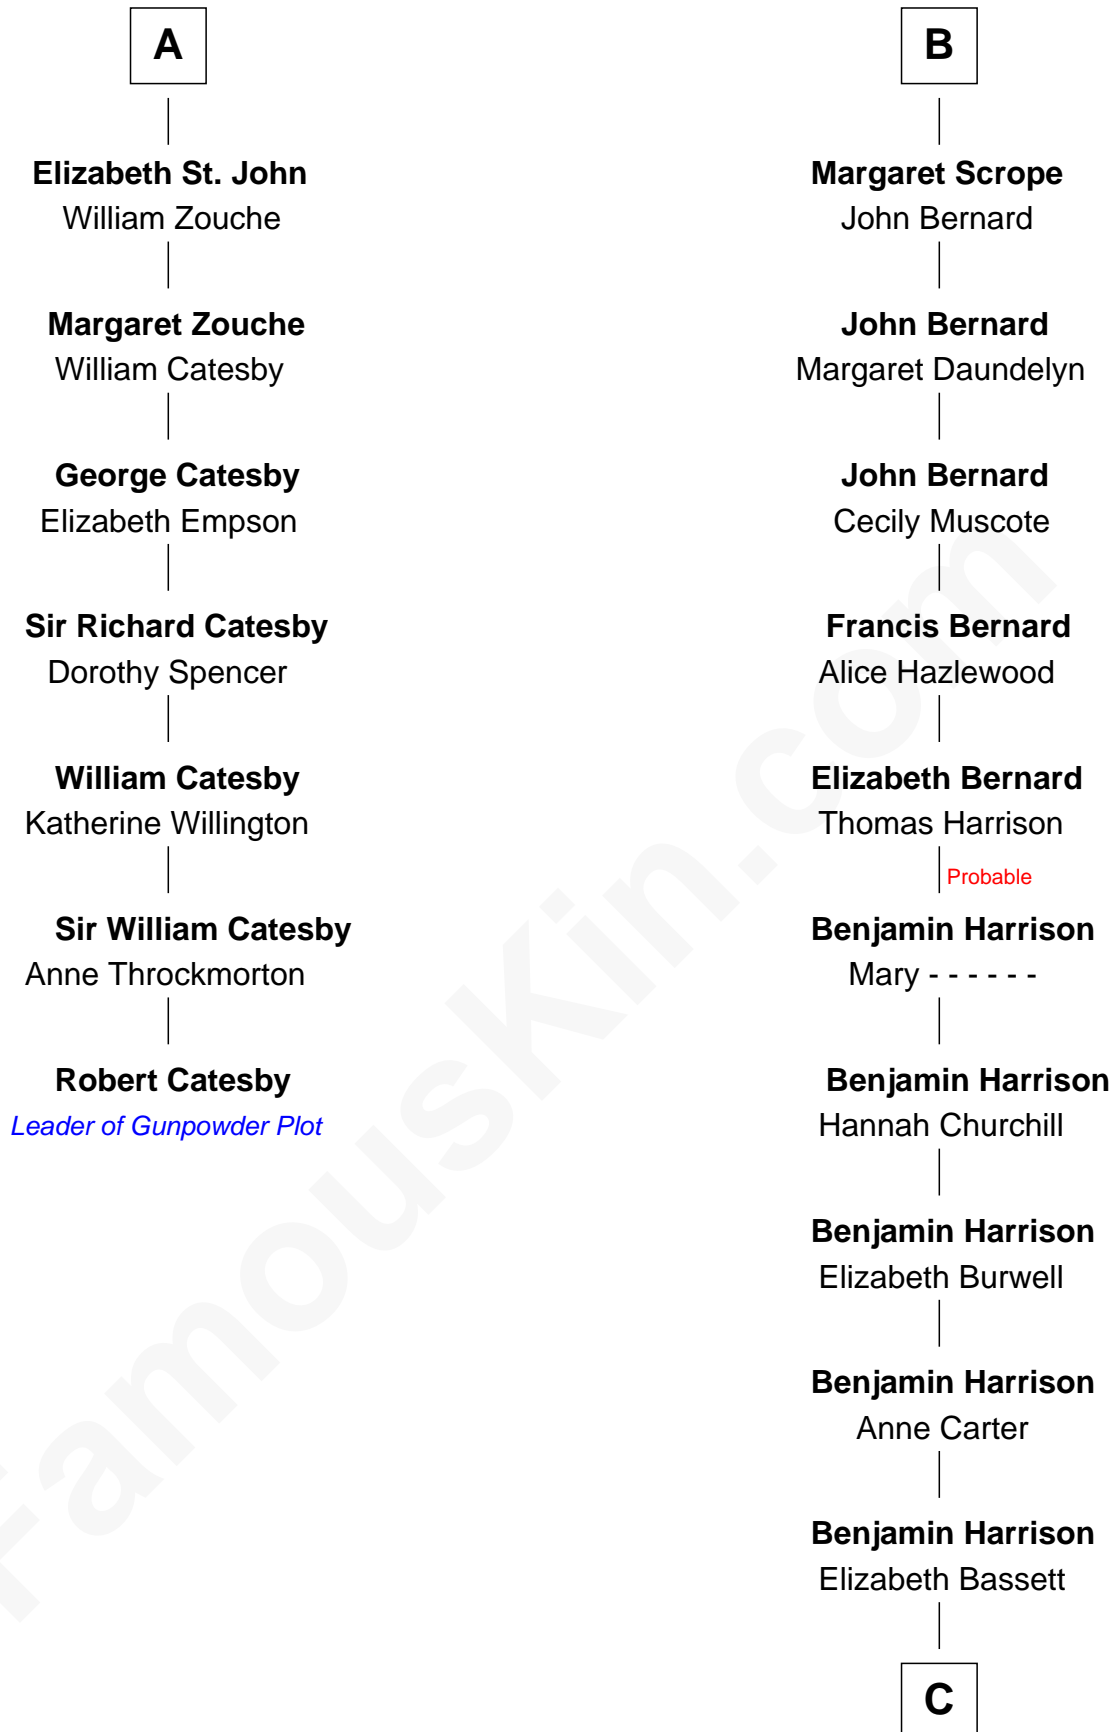 A
Elizabeth St. John
William Zouche
Margaret Zouche
William Catesby
George Catesby
Elizabeth Empson
Sir Richard Catesby
Dorothy Spencer
William Catesby
Katherine Willington
Sir William Catesby
Anne Throckmorton
Robert Catesby
Leader of Gunpowder Plot
B
Margaret Scrope
John Bernard
John Bernard
Margaret Daundelyn
John Bernard
Cecily Muscote
Francis Bernard
Alice Hazlewood
Elizabeth Bernard
Thomas Harrison
Probable
Benjamin Harrison
Mary - - - - - -
Benjamin Harrison
Hannah Churchill
Benjamin Harrison
Elizabeth Burwell
Benjamin Harrison
Anne Carter
Benjamin Harrison
Elizabeth Bassett
C
FamousKin.com